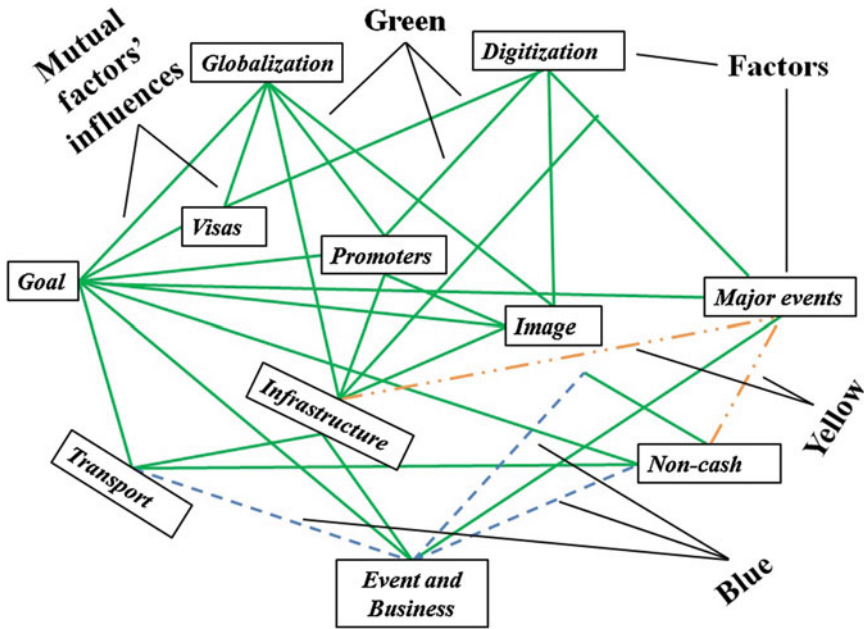 Mutual
factors'
influences
Green
Globalization
Digitization
Factors
Visas
Promoters
Goal
Major events
Image
Infrastructure
Yellow
Transport
Non-cash
Event and
Business
Blue